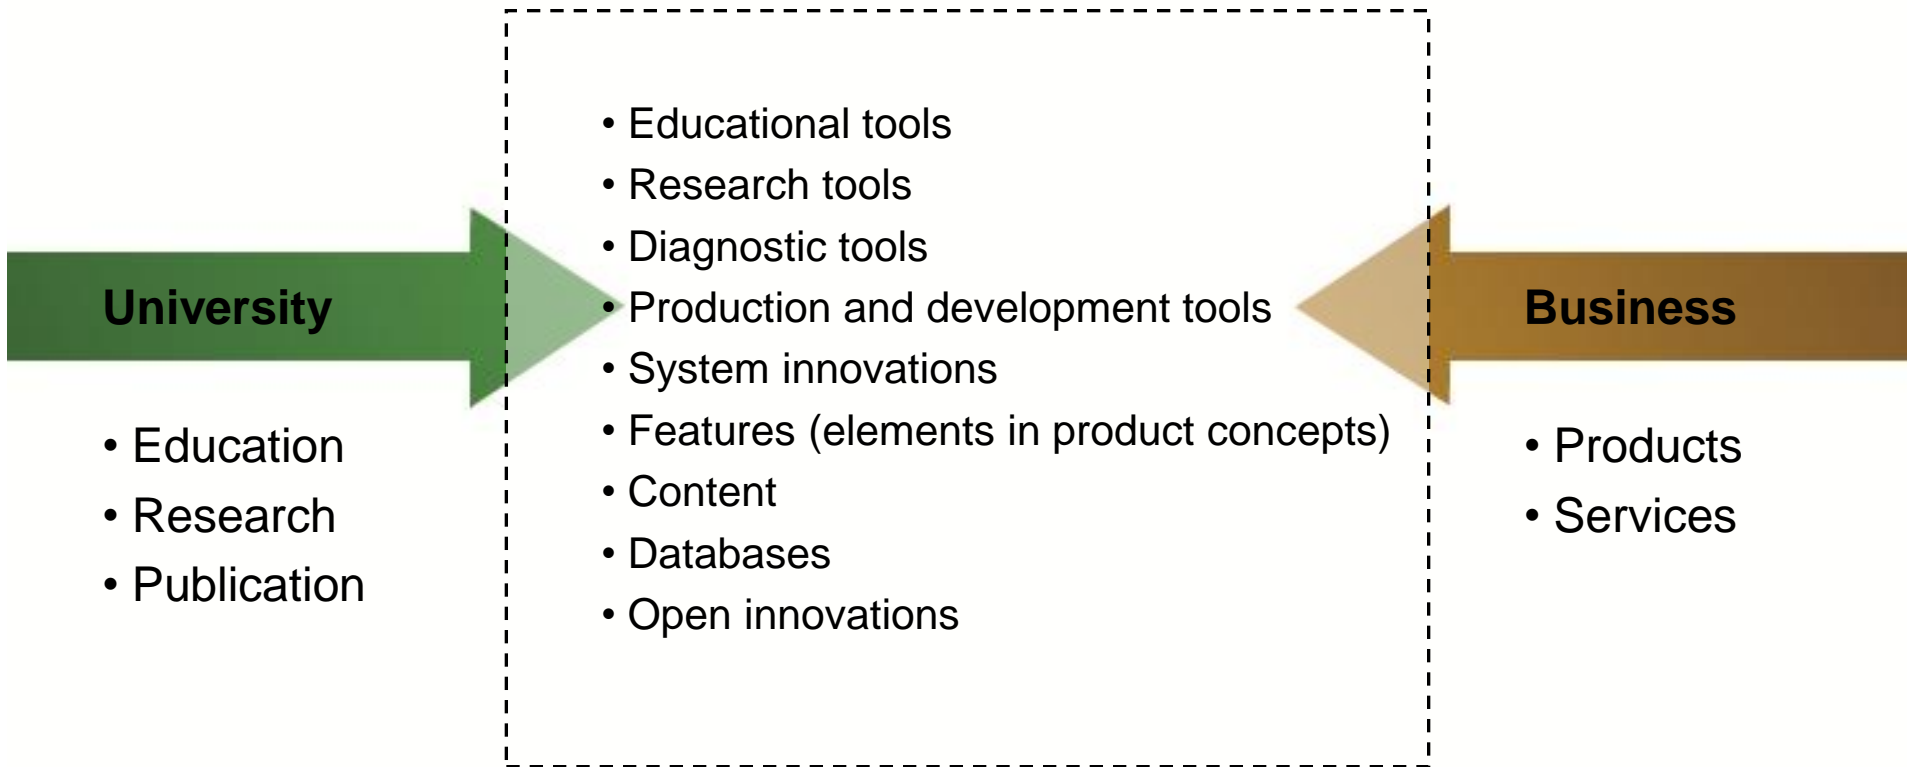 University
• Education
• Research
• Publication
• Educational tools
• Research tools
• Diagnostic tools
• Production and development tools
• System innovations
• Features (elements in product concepts)
• Content
• Databases
• Open innovations
Business
• Products
• Services